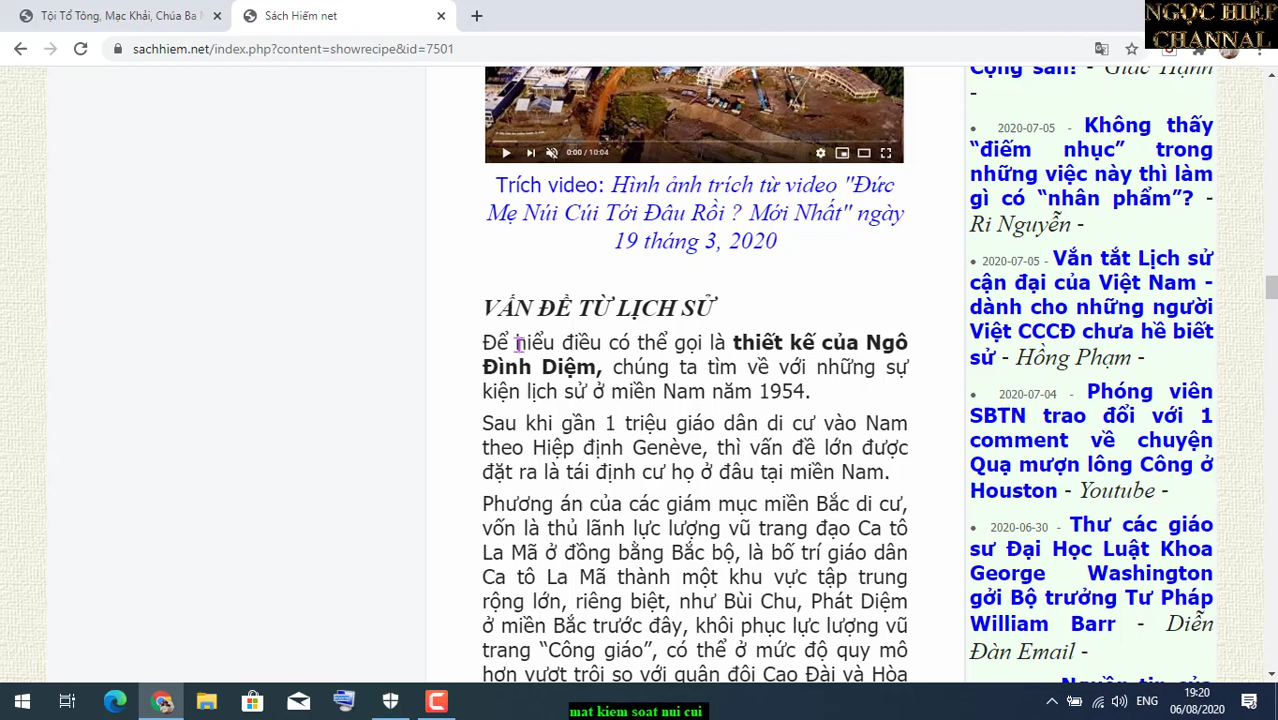 Tội Tổ Tông, Mạc Khải, Chúa Ba
Sách Hiếm net
NGỌC HIỆP
CHANNAL
sachhiem.net/index.php?content=showrecipe&id=7501
0:00 / 10:04
Trích video: Hình ảnh trích từ video "Đức
Mẹ Núi Cúi Tới Đâu Rồi ? Mới Nhất" ngày
19 tháng 3, 2020
VẤN ĐỀ TỪ LỊCH SỬ
Để hiểu điều có thể gọi là thiết kế của Ngô
Đình Diệm, chúng ta tìm về với những sự
kiện lịch sử ở miền Nam năm 1954.
Sau khi gần 1 triệu giáo dân di cư vào Nam
theo Hiệp định Genève, thì vấn đề lớn được
đặt ra là tái định cư họ ở đâu tại miền Nam.
Phương án của các giám mục miền Bắc di cư,
vốn là thủ lãnh lực lượng vũ trang đạo Ca tô
La Mã ở đồng bằng Bắc bộ, là bố trí giáo dân
Ca tô La Mã thành một khu vực tập trung
rộng lớn, riêng biệt, như Bùi Chu, Phát Diệm
ở miền Bắc trước đây, khôi phục lực lượng vũ
trang “Công giáo”, có thể ở mức độ quy mô
hơn vượt trội so với quân đội Cao Đài và Hòa
Cộng sản! - Giác Hạnh
-
● 2020-07-05 - Không thấy
“điếm nhục” trong
những việc này thì làm
gì có “nhân phẩm”? -
Ri Nguyễn -
● 2020-07-05 - Vắn tắt Lịch sử
cận đại của Việt Nam -
dành cho những người
Việt CCCĐ chưa hề biết
sử - Hồng Phạm -
● 2020-07-04 - Phóng viên
SBTN trao đổi với 1
comment về chuyện
Quạ mượn lông Công ở
Houston - Youtube -
● 2020-06-30 - Thư các giáo
sư Đại Học Luật Khoa
George Washington
gởi Bộ trưởng Tư Pháp
William Barr - Diễn
Đàn Email -
ENG
19:20
06/08/2020
mat kiem soat nui cui